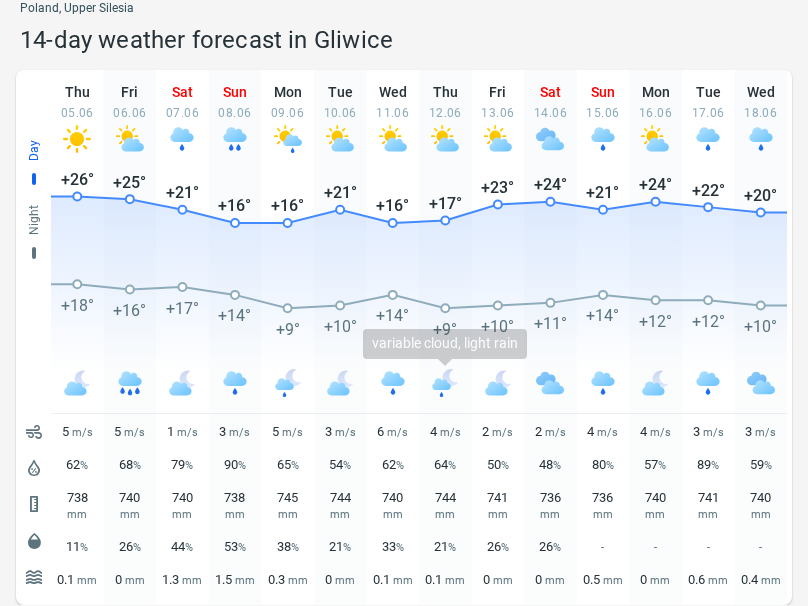 Poland, Upper Silesia
14-day weather forecast in Gliwice
Thu Fri Sat Sun Mon Tue Wed Thu Fri Sat Sun Mon Tue Wed
05.06 06.06 07.06 08.06 09.06 10.06 11.06 12.06 13.06 14.06 15.06 16.06 17.06 18.06
Day
+26° +25° +21° +16° +16° +21° +16° +17° +23° +24° +21° +24° +22° +20°
Night
+18° +16° +17° +14° +9° +10° +14° +9° +10° +11° +14° +12° +12° +10°
variable cloud, light rain
5 m/s 5 m/s 1 m/s 3 m/s 5 m/s 3 m/s 6 m/s 4 m/s 2 m/s 2 m/s 4 m/s 4 m/s 3 m/s 3 m/s
62% 68% 79% 90% 65% 54% 62% 64% 50% 48% 80% 57% 89% 59%
738 740 740 738 745 744 740 744 741 736 736 740 741 740
mm mm mm mm mm mm mm mm mm mm mm mm mm mm
11% 26% 44% 53% 38% 21% 33% 21% 26% 26% - - - -
0.1 mm 0 mm 1.3 mm 1.5 mm 0.3 mm 0 mm 0.1 mm 0.1 mm 0 mm 0 mm 0.5 mm 0 mm 0.6 mm 0.4 mm